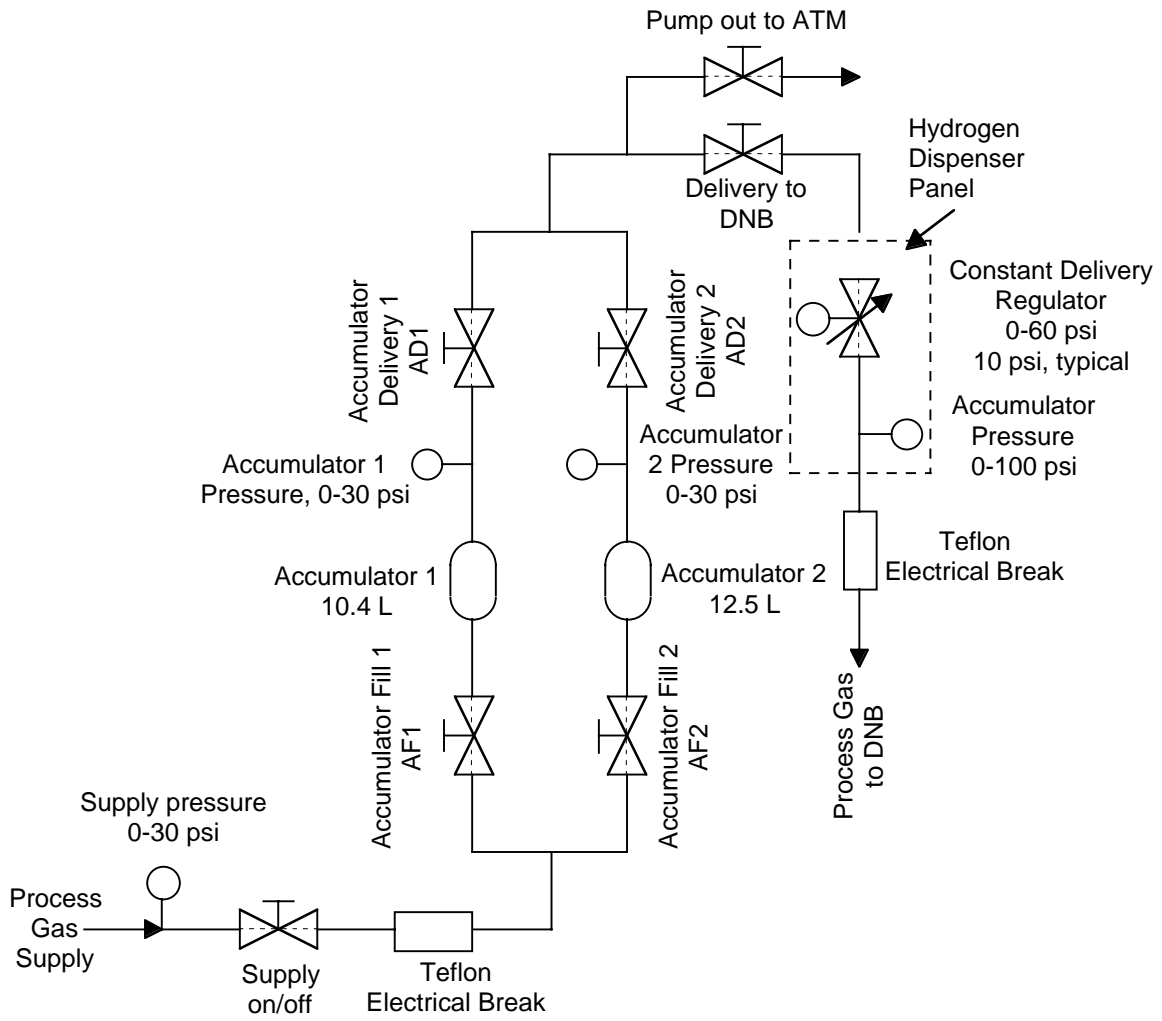 Pump out to ATM
Hydrogen
Dispenser
Panel
Delivery to
DNB
Constant Delivery
Regulator
0-60 psi
10 psi, typical
Accumulator
Delivery 1
AD1
Accumulator
Delivery 2
AD2
Accumulator 1
Pressure, 0-30 psi
Accumulator
2 Pressure
0-30 psi
Accumulator
Pressure
0-100 psi
Accumulator 1
10.4 L
Accumulator 2
12.5 L
Teflon
Electrical Break
Accumulator Fill 1
AF1
Accumulator Fill 2
AF2
Process Gas
to DNB
Supply pressure
0-30 psi
Process
Gas
Supply
Supply
on/off
Teflon
Electrical Break